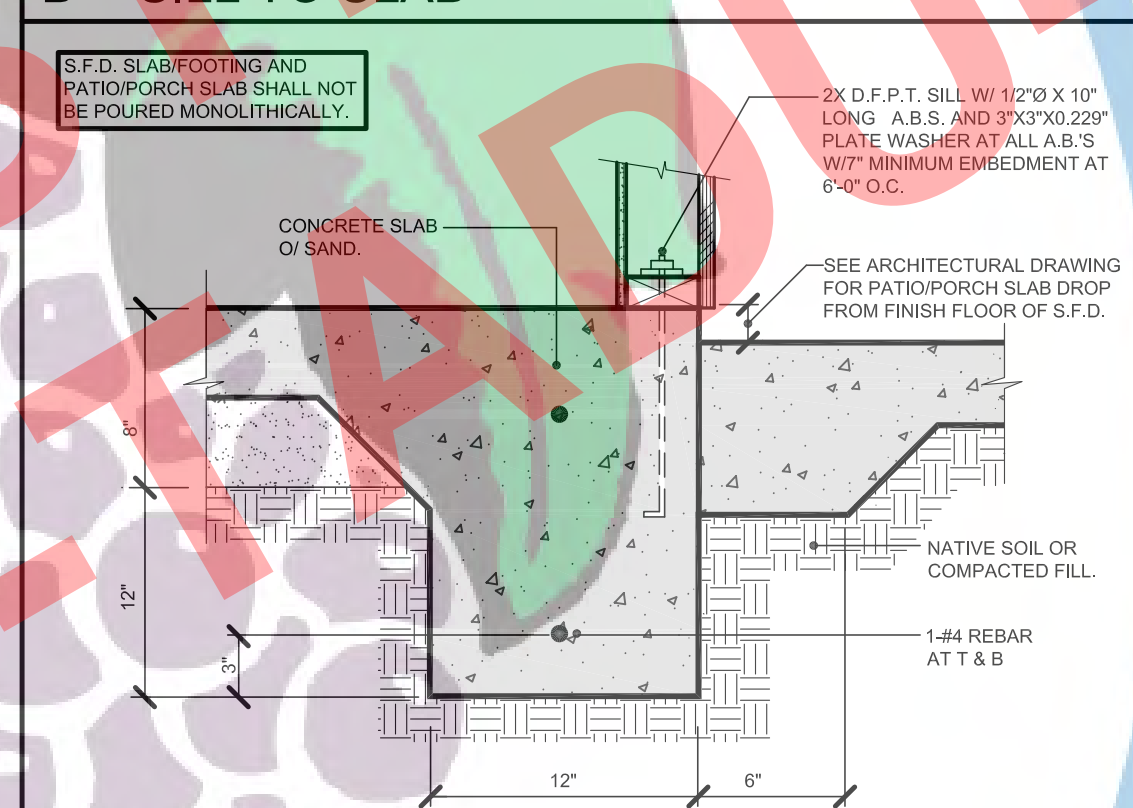 S.F.D. SLAB/FOOTING AND
PATIO/PORCH SLAB SHALL NOT
BE POURED MONOLITHICALLY.
2X D.F.P.T. SILL W/ 1/2"Ø X 10"
LONG A.B.S. AND 3"X3"X0.229"
PLATE WASHER AT ALL A.B.'S
W/7" MINIMUM EMBEDMENT AT
6'-0" O.C.
CONCRETE SLAB
O/ SAND.
SEE ARCHITECTURAL DRAWING
FOR PATIO/PORCH SLAB DROP
FROM FINISH FLOOR OF S.F.D.
8"
NATIVE SOIL OR
COMPACTED FILL.
12"
3"
1-#4 REBAR
AT T & B
12"
6"